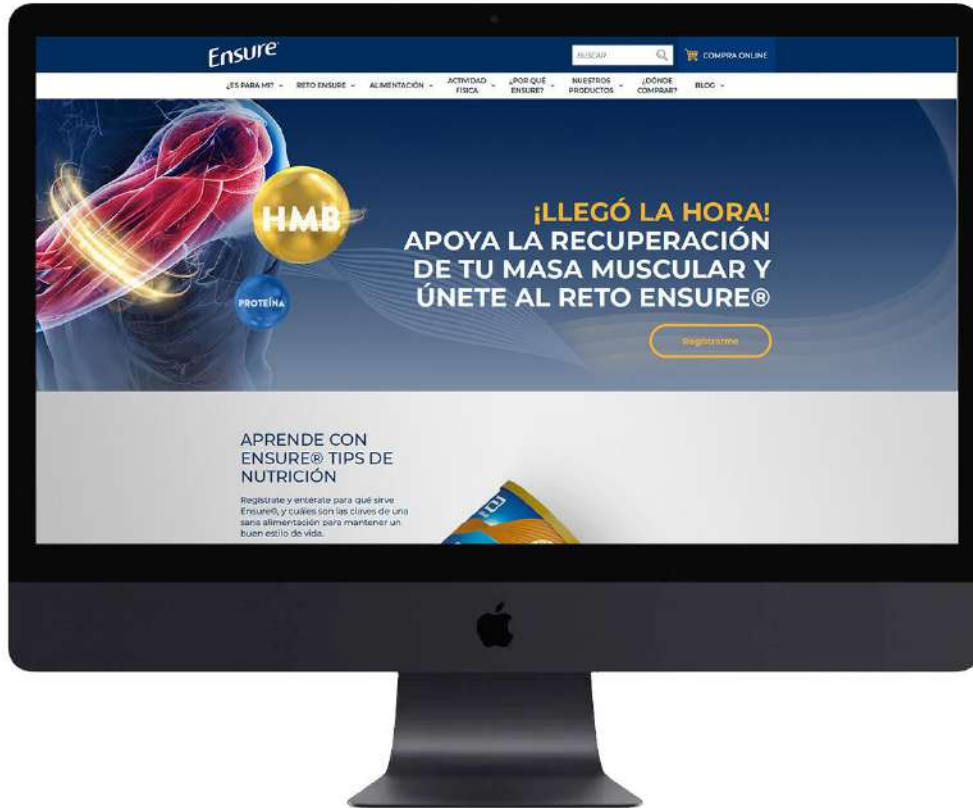 Ensure
BUSCAR
COMPRA ONLINE
¿ES PARA MI?
RETO ENSURE
ALIMENTACIÓN
ACTIVIDAD
FÍSICA
¿POR QUÉ
ENSURE?
NUESTROS
PRODUCTOS
¿DÓNDE
COMPRAR?
BLOG
HMB
PROTEÍNA
¡LLEGÓ LA HORA!
APOYA LA RECUPERACIÓN
DE TU MASA MUSCULAR Y
ÚNETE AL RETO ENSURE®
Registrarme
APRENDE CON
ENSURE® TIPS DE
NUTRICIÓN
Regístrate y entérate para qué sirve
Ensure®, y cuáles son las claves de una
sana alimentación para mantener un
buen estilo de vida.